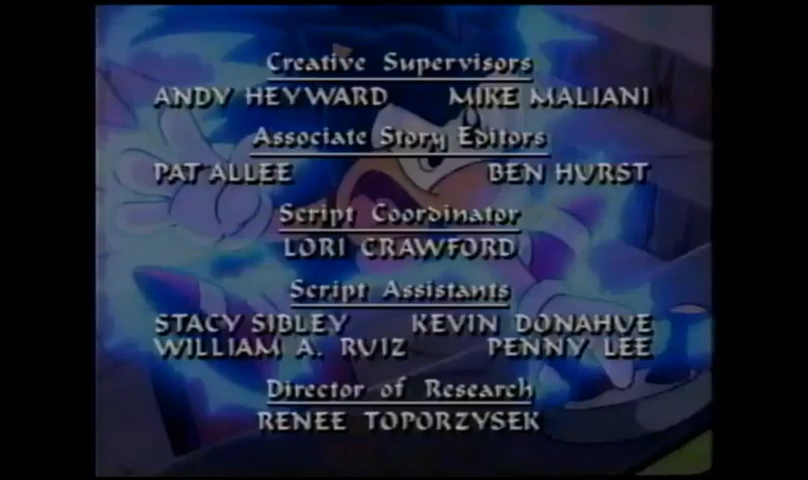 Creative Supervisors
ANDY HEYWARD MIKE MALIANI
Associate Story Editors
PAT ALLEE BEN HURST
Script Coordinator
LORI CRAWFORD
Script Assistants
STACY SIBLEY KEVIN DONAHUE
WILLIAM A. RUIZ PENNY LEE
Director of Research
RENEE TOPORZYSEK